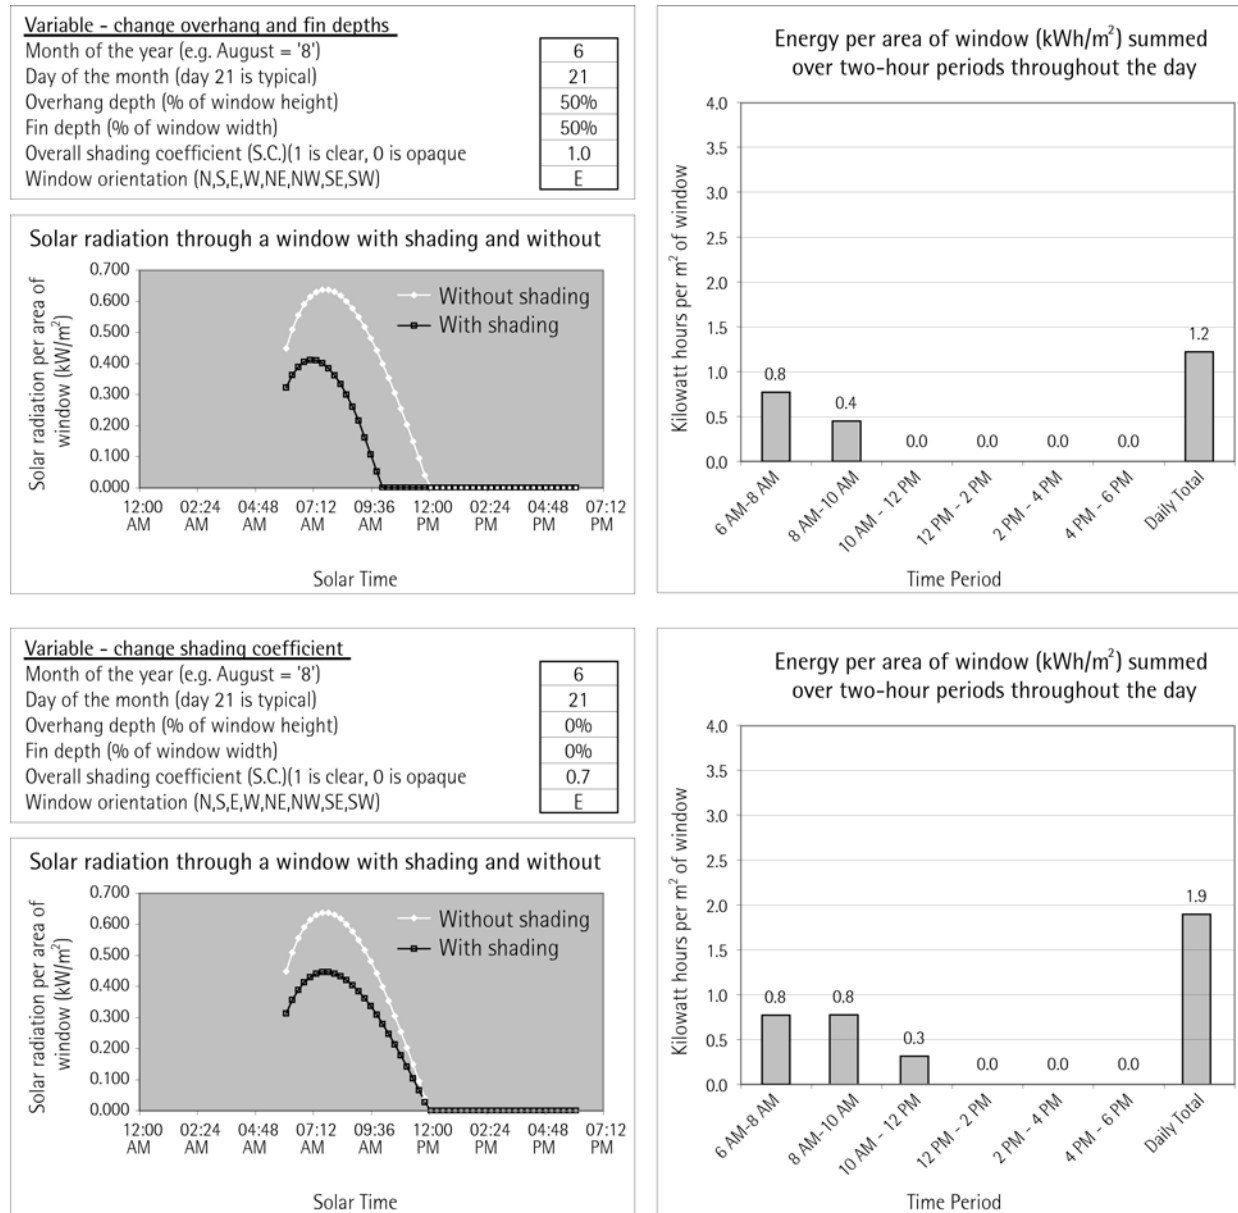 Variable - change overhang and fin depths
Month of the year (e.g. August = '8') 6
Day of the month (day 21 is typical) 21
Overhang depth (% of window height) 50%
Fin depth (% of window width) 50%
Overall shading coefficient (S.C.)(1 is clear, 0 is opaque 1.0
Window orientation (N,S,E,W,NE,NW,SE,SW) E
Solar radiation through a window with shading and without
Solar radiation per area of
window (kW/m²)
0.700
0.600
0.500
0.400
0.300
0.200
0.100
0.000
Without shading
With shading
12:00 02:24 04:48 07:12 09:36 12:00 02:24 04:48 07:12
AM AM AM AM AM PM PM PM PM
Solar Time
Energy per area of window (kWh/m²) summed
over two-hour periods throughout the day
Kilowatt hours per m² of window
4.0
3.5
3.0
2.5
2.0
1.5
1.0
0.5
0.0
0.8 0.4 0.0 0.0 0.0 0.0 1.2
6 AM-8 AM
8 AM-10 AM
10 AM - 12 PM
12 PM - 2 PM
2 PM - 4 PM
4 PM - 6 PM
Daily Total
Time Period
Variable - change shading coefficient
Month of the year (e.g. August = '8') 6
Day of the month (day 21 is typical) 21
Overhang depth (% of window height) 0%
Fin depth (% of window width) 0%
Overall shading coefficient (S.C.)(1 is clear, 0 is opaque 0.7
Window orientation (N,S,E,W,NE,NW,SE,SW) E
Solar radiation through a window with shading and without
Solar radiation per area of
window (kW/m²)
0.700
0.600
0.500
0.400
0.300
0.200
0.100
0.000
Without shading
With shading
12:00 02:24 04:48 07:12 09:36 12:00 02:24 04:48 07:12
AM AM AM AM AM PM PM PM PM
Solar Time
Energy per area of window (kWh/m²) summed
over two-hour periods throughout the day
Kilowatt hours per m² of window
4.0
3.5
3.0
2.5
2.0
1.5
1.0
0.5
0.0
0.8 0.8 0.3 0.0 0.0 0.0 1.9
6 AM-8 AM
8 AM-10 AM
10 AM - 12 PM
12 PM - 2 PM
2 PM - 4 PM
4 PM - 6 PM
Daily Total
Time Period